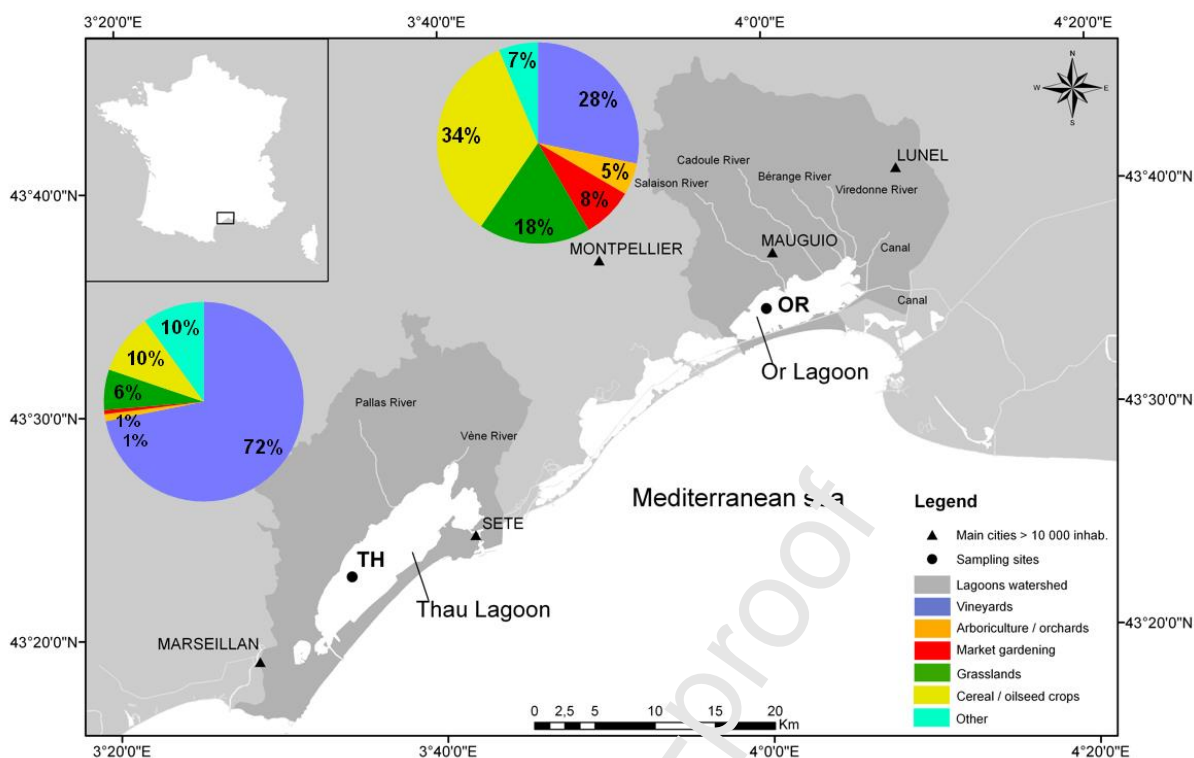 3°20'0"E
3°40'0"E
4°0'0"E
4°20'0"E
N
W
E
S
7%
28%
34%
5%
8%
18%
Cadoule River
Salaison River
Bérange River
Viredonne River
LUNEL
43°40'0"N
43°40'0"N
MONTPELLIER
MAUGUIO
Canal
Canal
OR
Or Lagoon
10%
10%
6%
1%
1%
72%
Pallas River
Vène River
43°30'0"N
43°30'0"N
Mediterranean
SETE
TH
Thau Lagoon
MARSEILLAN
43°20'0"N
43°20'0"N
Legend
Main cities > 10 000 inhab.
Sampling sites
Lagoons watershed
Vineyards
Arboriculture / orchards
Market gardening
Grasslands
Cereal / oilseed crops
Other
0 2,5 5 10 15 20
Km
3°20'0"E
3°40'0"E
4°0'0"E
4°20'0"E